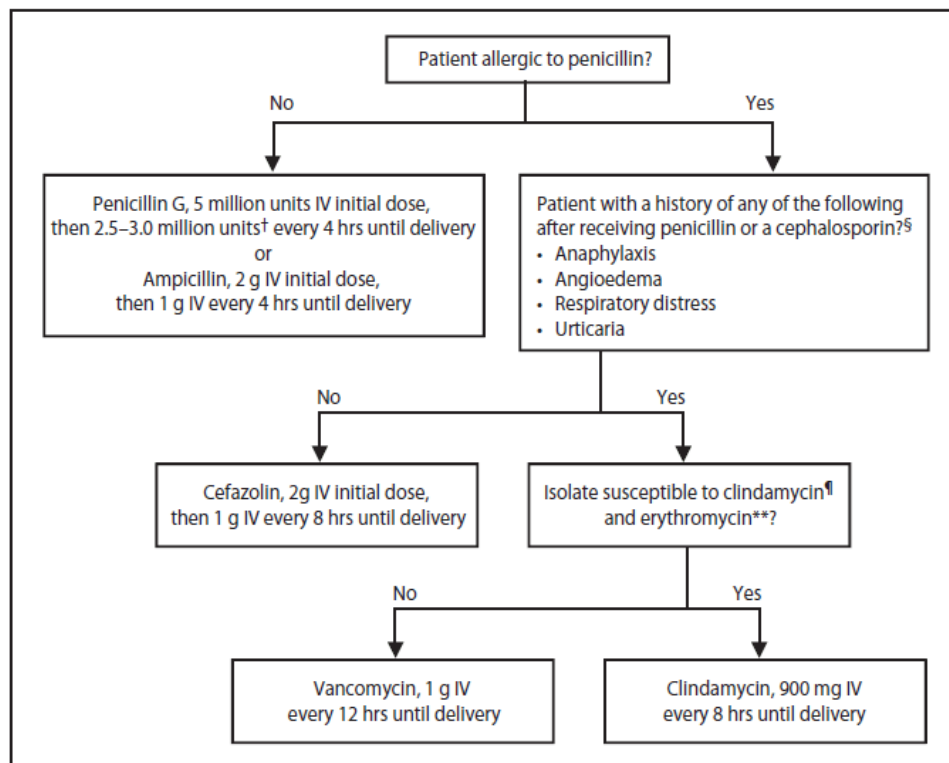 Patient allergic to penicillin?
No
Yes
Penicillin G, 5 million units IV initial dose,
then 2.5–3.0 million units† every 4 hrs until delivery
or
Ampicillin, 2 g IV initial dose,
then 1 g IV every 4 hrs until delivery
Patient with a history of any of the following
after receiving penicillin or a cephalosporin?§
• Anaphylaxis
• Angioedema
• Respiratory distress
• Urticaria
No
Yes
Cefazolin, 2g IV initial dose,
then 1 g IV every 8 hrs until delivery
Isolate susceptible to clindamycin¶
and erythromycin**?
No
Yes
Vancomycin, 1 g IV
every 12 hrs until delivery
Clindamycin, 900 mg IV
every 8 hrs until delivery